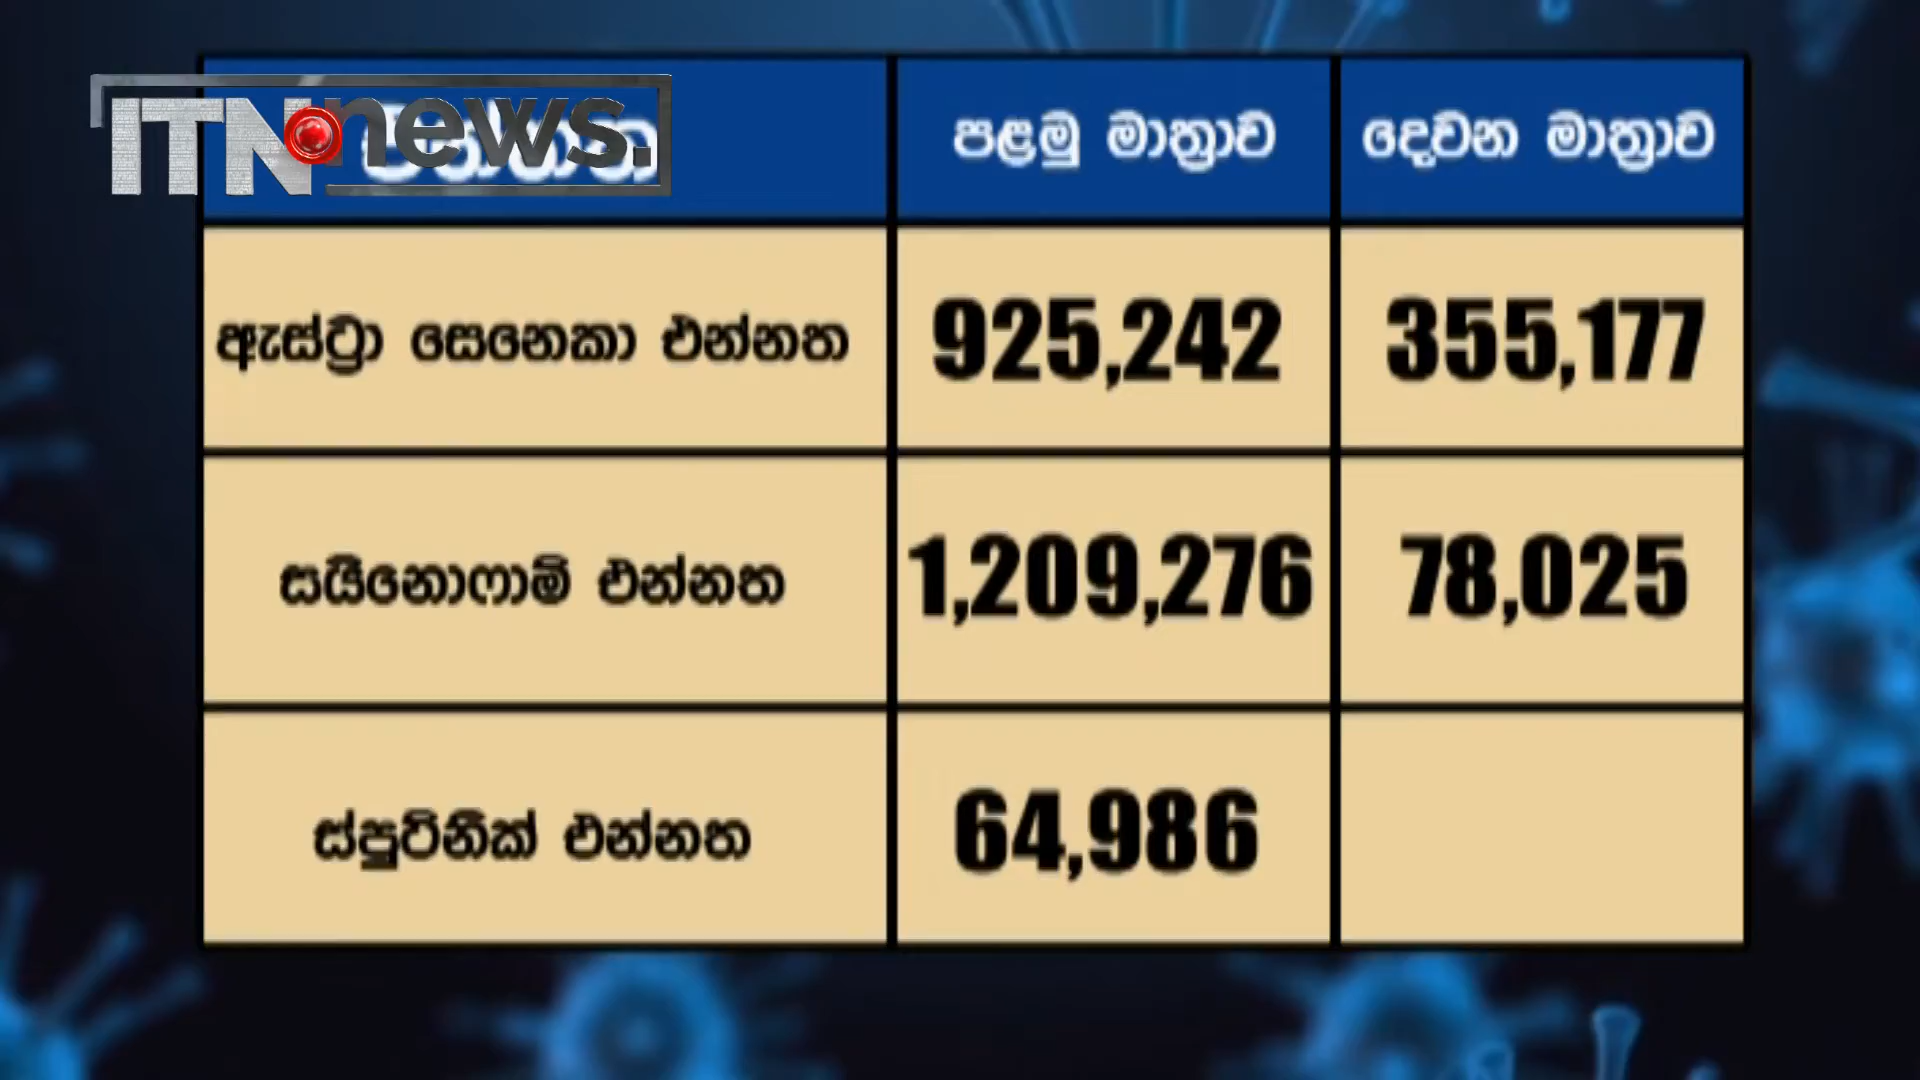 ITN news.
පළමු මාත්‍රාව
දෙවන මාත්‍රාව
ඇස්ට්‍රා සෙනෙකා එන්නත
925,242
355,177
සයිනොෆාම් එන්නත
1,209,276
78,025
ස්පුට්නික් එන්නත
64,986